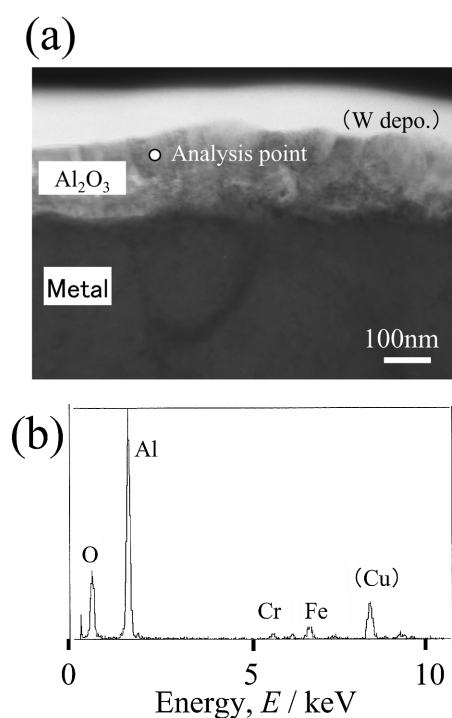 (a)
(W depo.)
Analysis point
Al₂O₃
Metal
100nm
(b)
Al
O
(Cu)
Cr
Fe
0
5
10
Energy, E / keV